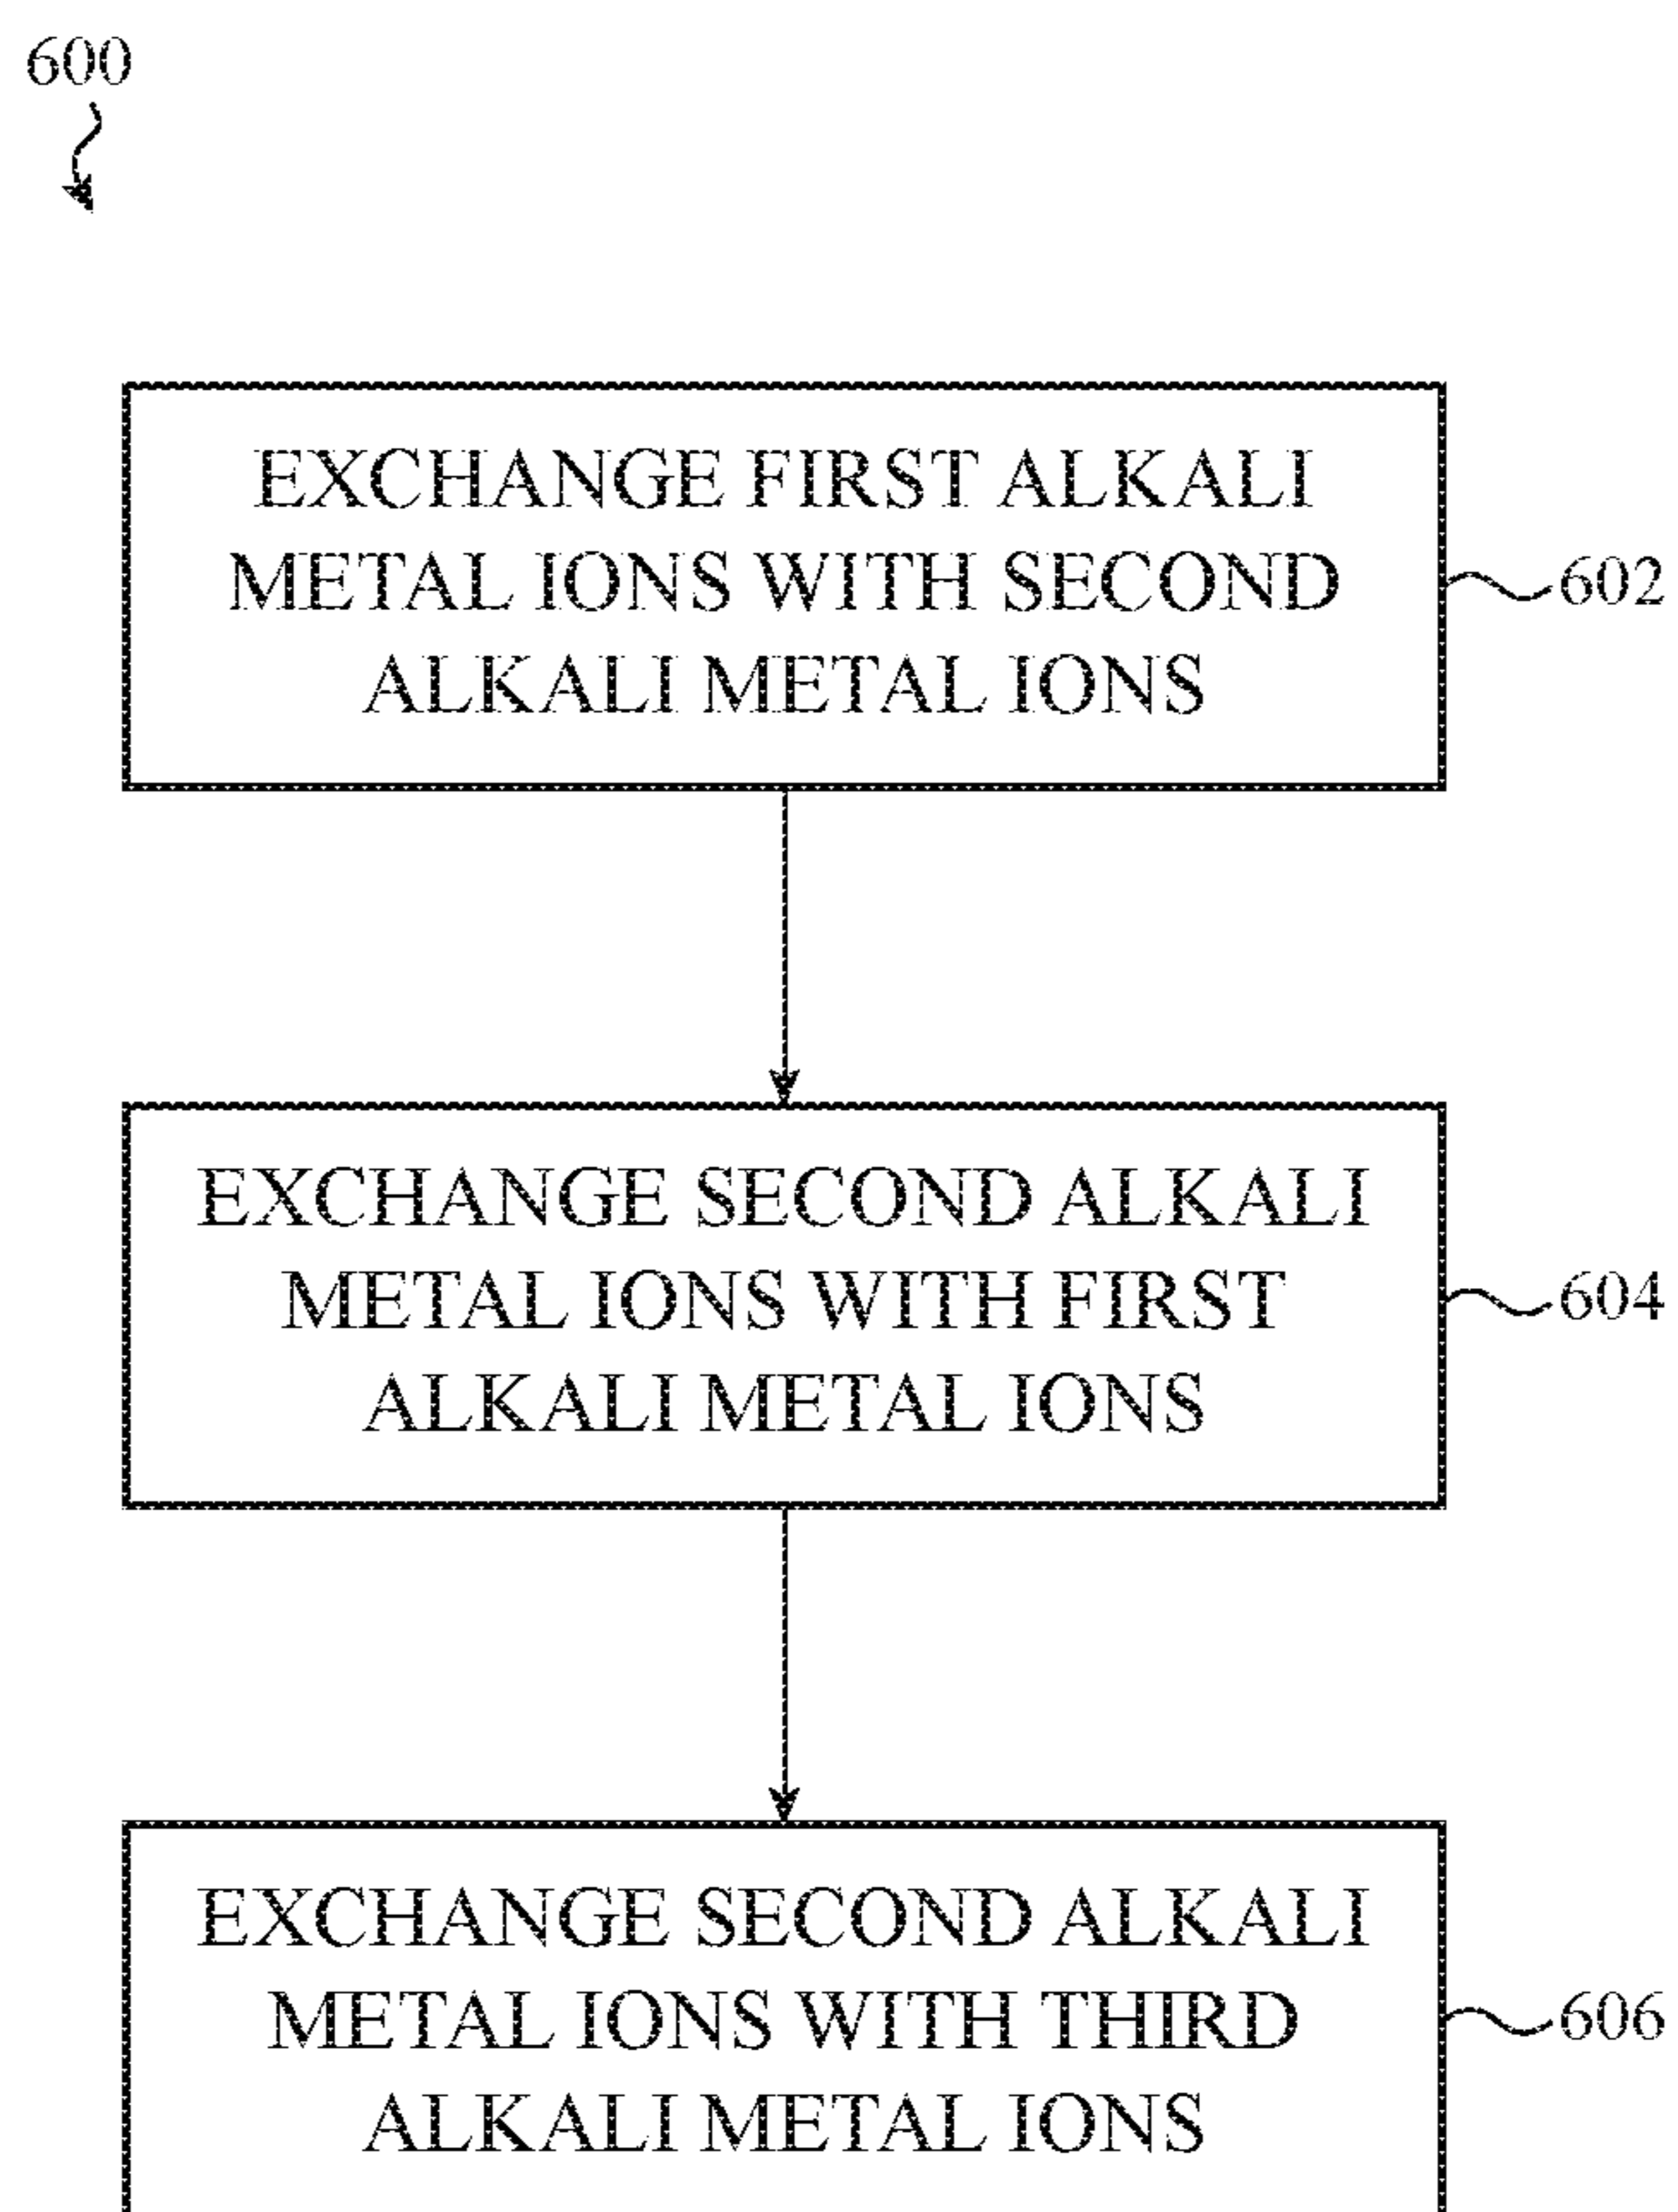 600
EXCHANGE FIRST ALKALI
METAL IONS WITH SECOND
ALKALI METAL IONS
602
EXCHANGE SECOND ALKALI
METAL IONS WITH FIRST
ALKALI METAL IONS
604
EXCHANGE SECOND ALKALI
METAL IONS WITH THIRD
ALKALI METAL IONS
606